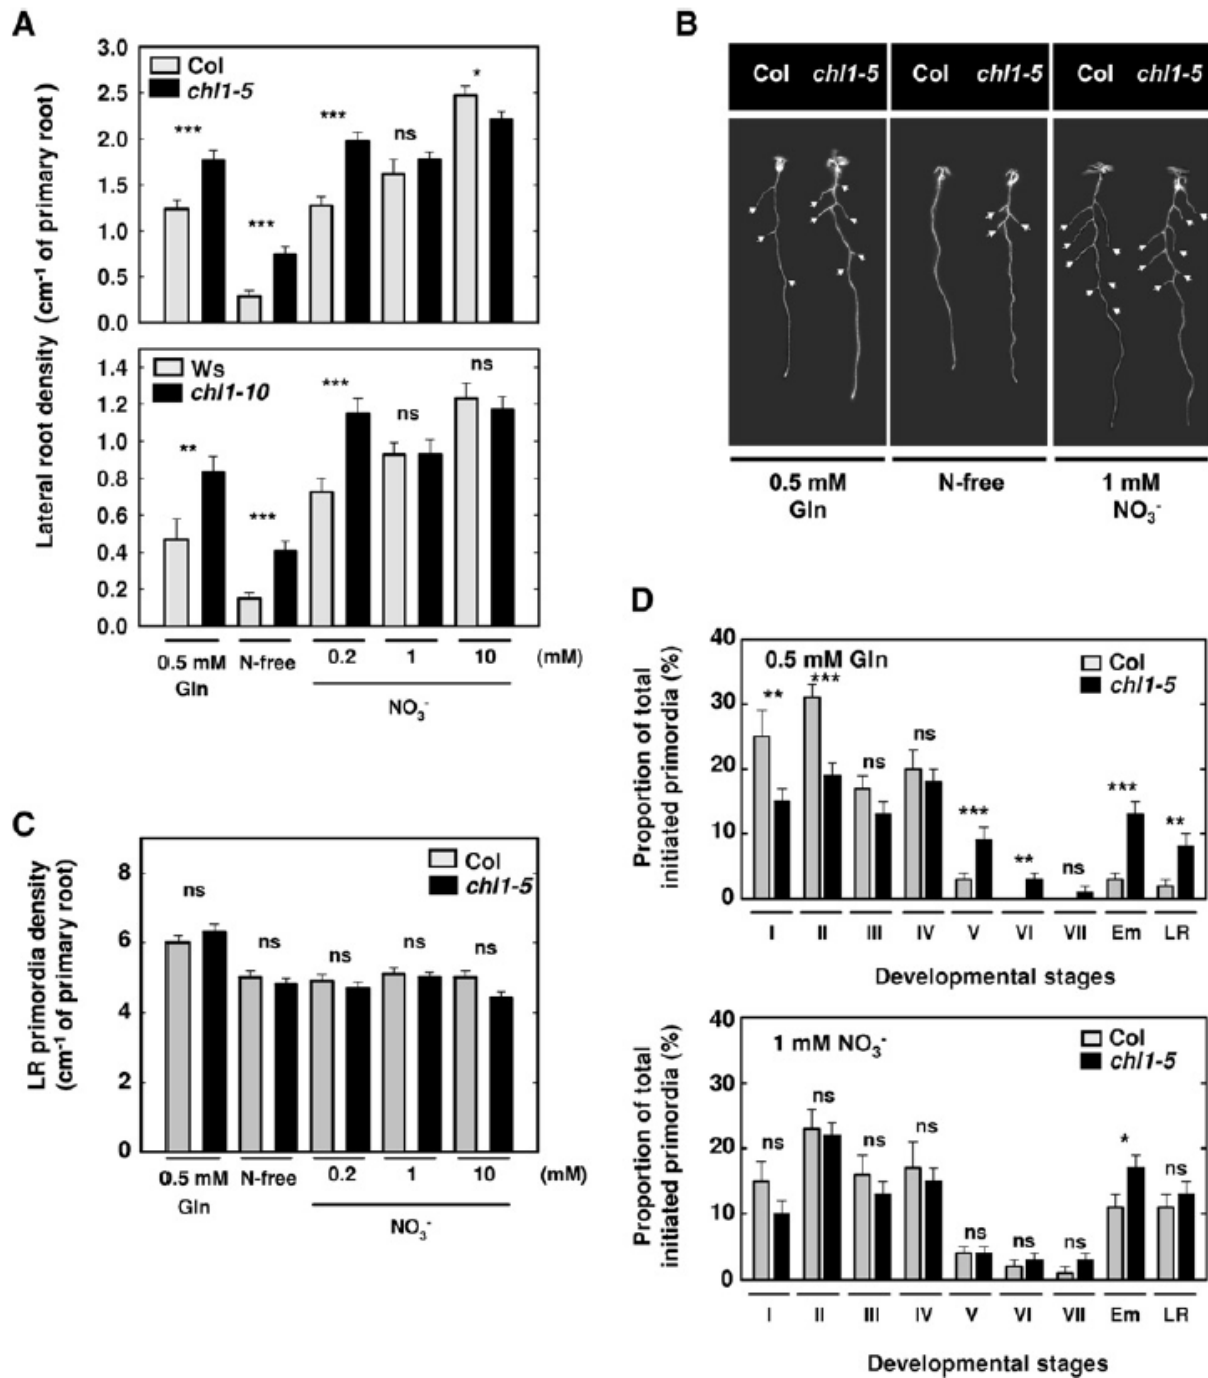 A
3.0
2.5
2.0
1.5
1.0
0.5
0.0
Col
chl1-5
***
***
***
ns
*
Lateral root density (cm⁻¹ of primary root)
1.4
1.2
1.0
0.8
0.6
0.4
0.2
0.0
Ws
chl1-10
**
***
***
ns
ns
0.5 mM N-free 0.2 1 10 (mM)
Gln
NO₃⁻
B
Col chl1-5 Col chl1-5 Col chl1-5
0.5 mM N-free 1 mM
Gln NO₃⁻
C
LR primordia density
(cm⁻¹ of primary root)
8
6
4
2
0
Col
chl1-5
ns
ns
ns
ns
ns
0.5 mM N-free 0.2 1 10 (mM)
Gln
NO₃⁻
D
Proportion of total
initiated primordia (%)
40
30
20
10
0
0.5 mM Gln
Col
chl1-5
**
***
ns
ns
***
**
ns
***
**
I II III IV V VI VII Em LR
Developmental stages
Proportion of total
initiated primordia (%)
40
30
20
10
0
1 mM NO₃⁻
Col
chl1-5
ns
ns
ns
ns
ns
ns
ns
*
ns
I II III IV V VI VII Em LR
Developmental stages